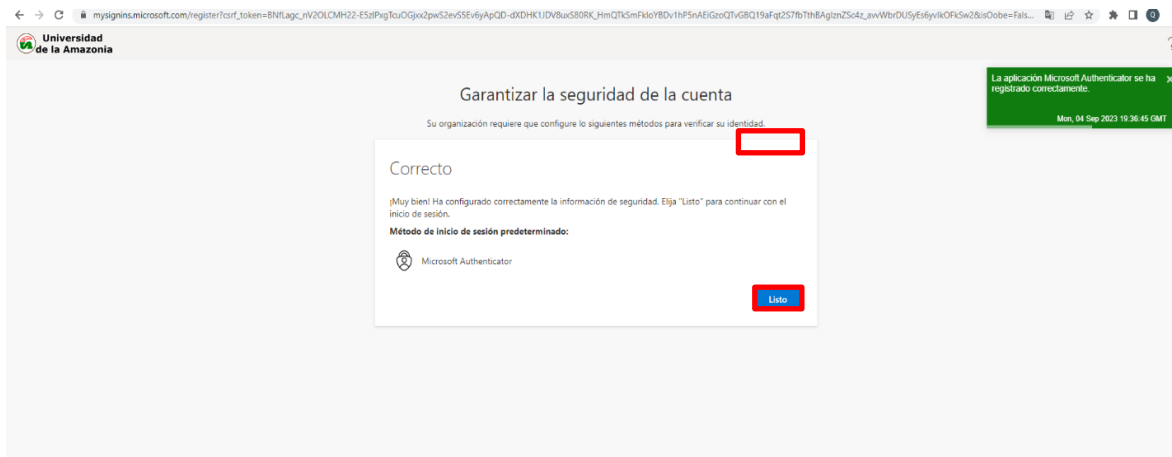 mysignins.microsoft.com/register?csrf_token=
Universidad
de la Amazonia
La aplicación Microsoft Authenticator se ha
registrado correctamente.
Mon, 04 Sep 2023 19:36:45 GMT
Garantizar la seguridad de la cuenta
Su organización requiere que configure lo siguientes métodos para verificar su identidad.
Correcto
¡Muy bien! Ha configurado correctamente la información de seguridad. Elija "Listo" para continuar con el
inicio de sesión.
Método de inicio de sesión predeterminado:
Microsoft Authenticator
Listo